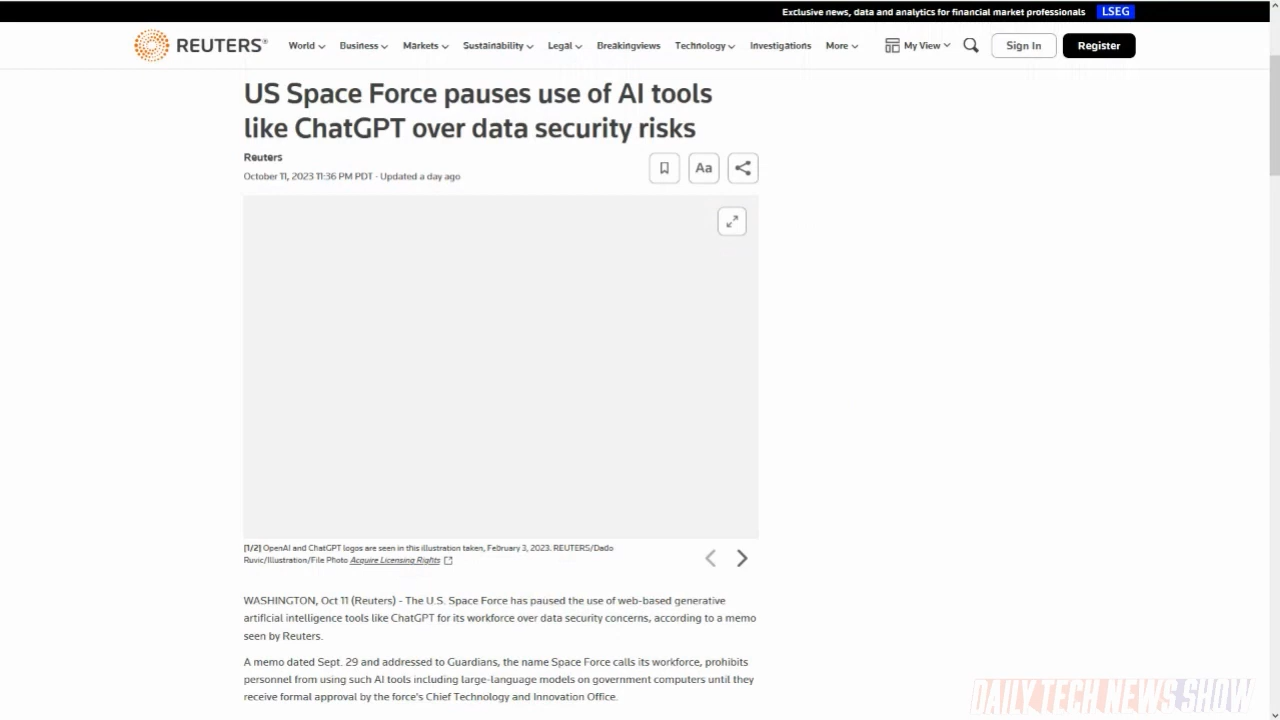 Exclusive news, data and analytics for financial market professionals LSEG
REUTERS® World Business Markets Sustainability Legal Breakingviews Technology Investigations More My View Sign In Register
US Space Force pauses use of AI tools
like ChatGPT over data security risks
Reuters
October 11, 2023 11:36 PM PDT · Updated a day ago
Aa
[1/2] OpenAI and ChatGPT logos are seen in this illustration taken, February 3, 2023. REUTERS/Dado
Ruvic/Illustration/File Photo Acquire Licensing Rights
WASHINGTON, Oct 11 (Reuters) - The U.S. Space Force has paused the use of web-based generative
artificial intelligence tools like ChatGPT for its workforce over data security concerns, according to a memo
seen by Reuters.
A memo dated Sept. 29 and addressed to Guardians, the name Space Force calls its workforce, prohibits
personnel from using such AI tools including large-language models on government computers until they
receive formal approval by the force's Chief Technology and Innovation Office.
DAILY TECH NEWS SHOW